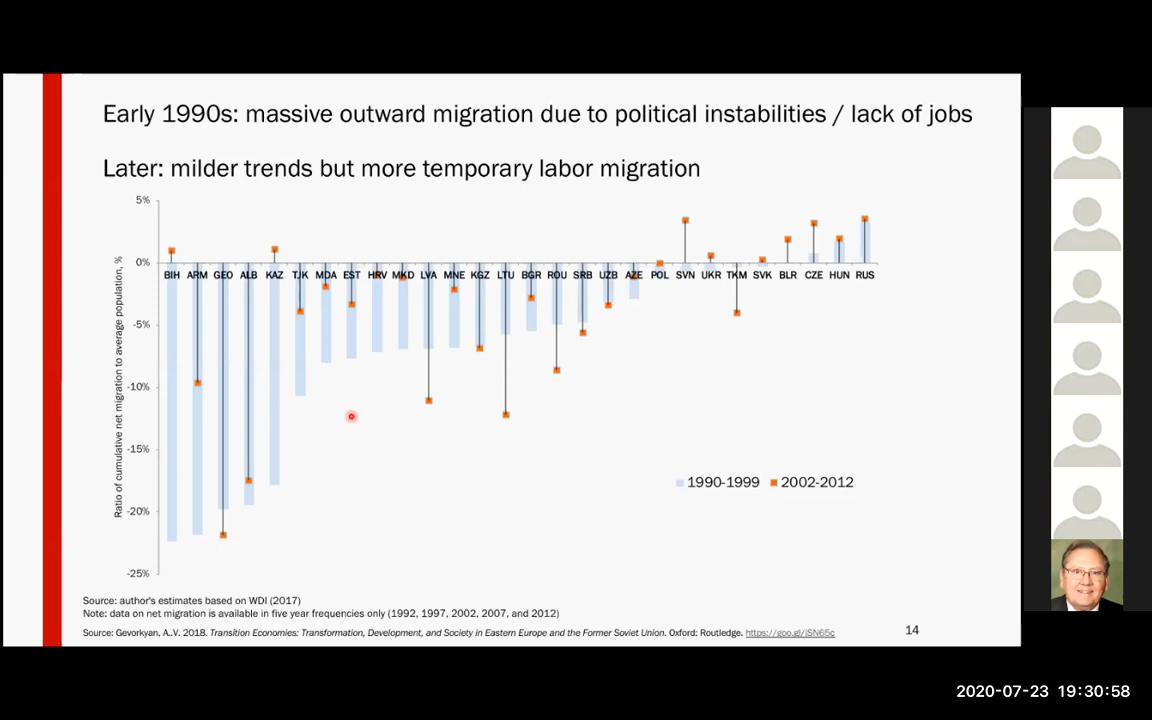 Early 1990s: massive outward migration due to political instabilities / lack of jobs
Later: milder trends but more temporary labor migration
Ratio of cumulative net migration to average population, %
5%
0%
-5%
-10%
-15%
-20%
-25%
BIH ARM GEO ALB KAZ TJK MDA EST HRV MKD LVA MNE KGZ LTU BGR ROU SRB UZB AZE POL SVN UKR TKM SVK BLR CZE HUN RUS
1990-1999 2002-2012
Source: author's estimates based on WDI (2017)
Note: data on net migration is available in five year frequencies only (1992, 1997, 2002, 2007, and 2012)
Source: Gevorkyan, A..V. 2018. Transition Economies: Transformation, Development, and Society in Eastern Europe and the Former Soviet Union. Oxford: Routledge. https://goo.gl/jSN65c
14
2020-07-23 19:30:58